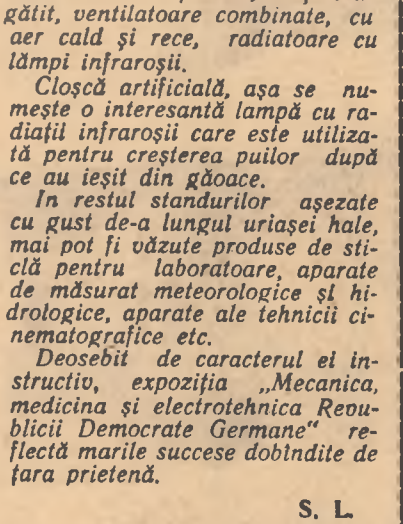 gătit, ventilatoare combinate, cu
aer cald și rece, radiatoare cu
lămpi infraroșii.
Cloșcă artificială, așa se nu-
mește o interesantă lampă cu ra-
diații infraroșii care este utiliza-
tă pentru creșterea puilor după
ce au ieșit din găoace.
In restul standurilor așezate
cu gust de-a lungul uriașei hale,
mai pot fi văzute produse de sti-
clă pentru laboratoare, aparate
de măsurat meteorologice și hi-
drologice, aparate ale tehnicii ci-
nematografice etc.
Deosebit de caracterul ei in-
structiv, expoziția „Mecanica,
medicina și electrotehnica Repu-
blicii Democrate Germane“ re-
flectă marile succese dobîndite de
țara prietenă.
S. L.